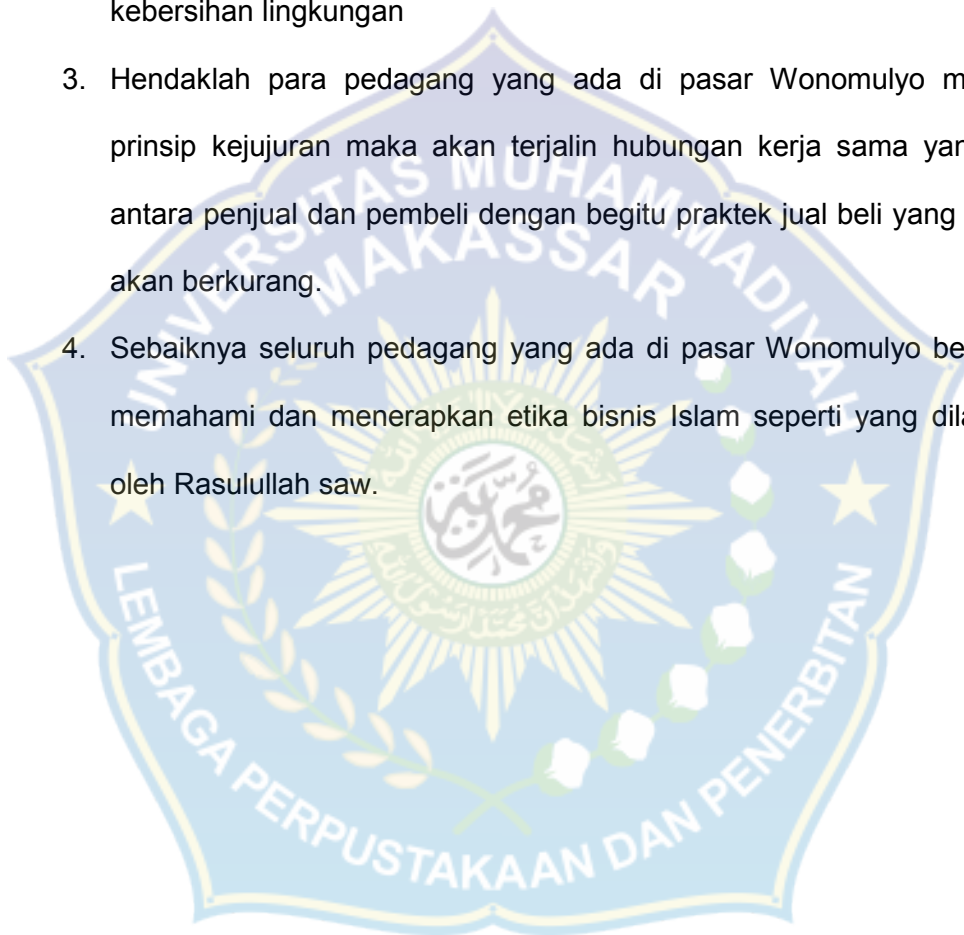 kebersihan lingkungan
3. Hendaklah para pedagang yang ada di pasar Wonomulyo m
prinsip kejujuran maka akan terjalin hubungan kerja sama yan
antara penjual dan pembeli dengan begitu praktek jual beli yang
akan berkurang.
4. Sebaiknya seluruh pedagang yang ada di pasar Wonomulyo be
memahami dan menerapkan etika bisnis Islam seperti yang dila
oleh Rasulullah saw.
UNIVERSITAS MUHAMMADIYAH
MAKASSAR
محمدية
LEMBAGA PERPUSTAKAAN DAN PENERBITAN